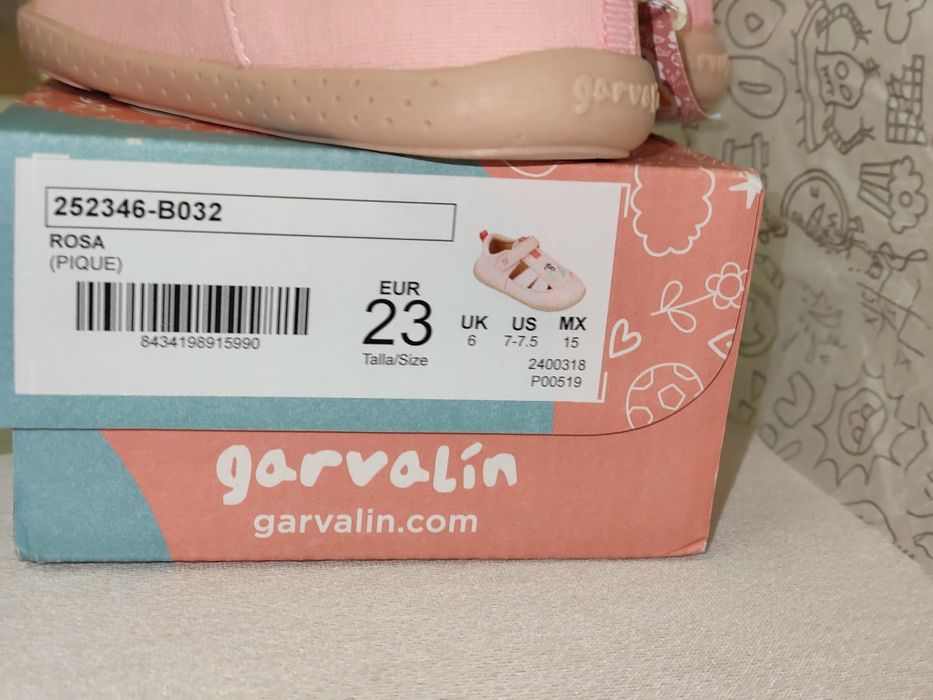 garvalín
252346-B032
ROSA
(PIQUE)
8434198915990
EUR
23
Talla/Size
UK US MX
6 7-7.5 15
2400318
P00519
garvalín
garvalin.com